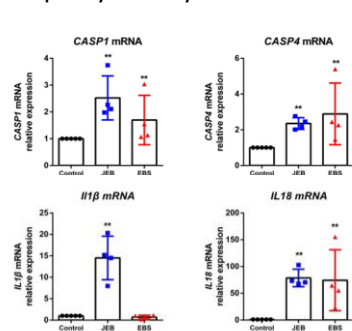 CASP1 mRNA
CASP1 mRNA
relative expression
4
3
2
1
0
**
**
Control
JEB
EBS
CASP4 mRNA
CASP4 mRNA
relative expression
6
4
2
0
**
**
Control
JEB
EBS
Il1β mRNA
IL1β mRNA
relative expression
25
20
15
10
5
0
**
Control
JEB
EBS
IL18 mRNA
IL18 mRNA
relative expression
200
150
100
50
0
**
**
Control
JEB
EBS